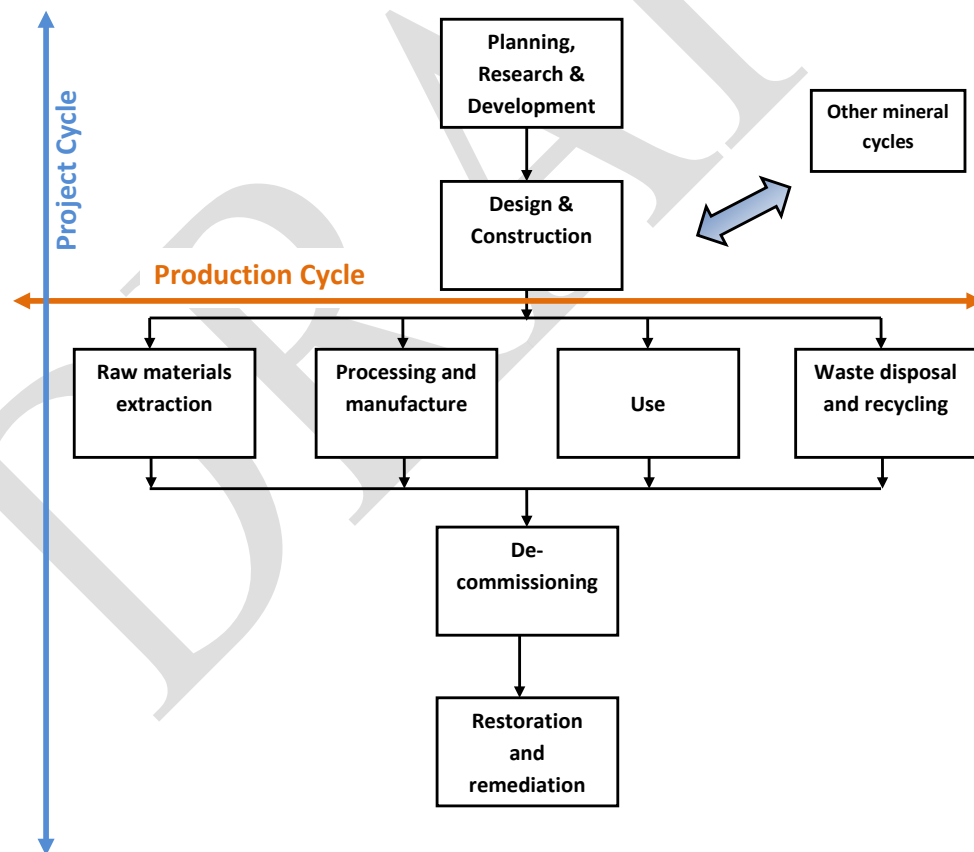 Planning,
Research &
Development
Other mineral
cycles
Project Cycle
Design &
Construction
Production Cycle
Raw materials
extraction
Processing and
manufacture
Use
Waste disposal
and recycling
De-
commissioning
Restoration
and
remediation
DRAFT